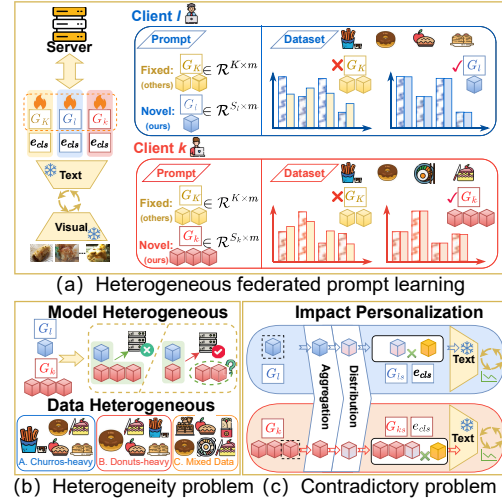 Server
G_K G_l G_k
e_cls e_cls e_cls
Text
Visual
Client l
Prompt
Dataset
Fixed: G_K ∈ R^{K×m}
(others)
Novel: G_l ∈ R^{S_l×m}
(ours)
G_K
G_l
Client k
Prompt
Dataset
Fixed: G_K ∈ R^{K×m}
(others)
Novel: G_k ∈ R^{S_k×m}
(ours)
G_K
G_k
(a) Heterogeneous federated prompt learning
Model Heterogeneous
G_l
G_k
?
Data Heterogeneous
A. Churros-heavy
B. Donuts-heavy
C. Mixed Data
(b) Heterogeneity problem
Impact Personalization
G_l
Aggregation
Distribution
G_ls e_cls
Text
G_k
G_ks e_cls
Text
(c) Contradictory problem